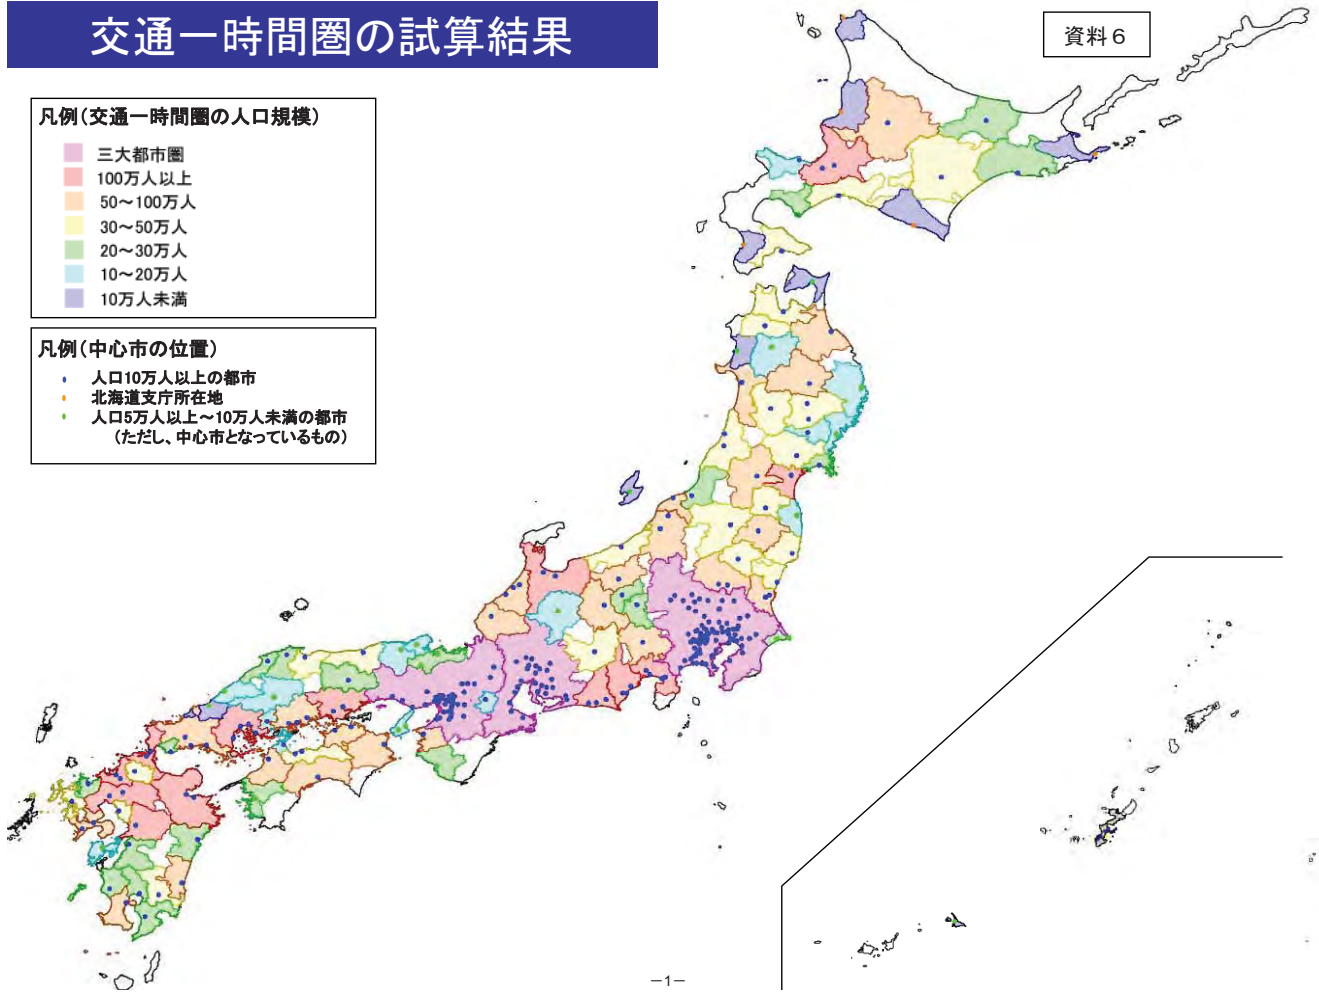 交通一時間圏の試算結果
資料６
凡例(交通一時間圏の人口規模)
三大都市圏
100万人以上
50～100万人
30～50万人
20～30万人
10～20万人
10万人未満
凡例(中心市の位置)
人口10万人以上の都市
北海道支庁所在地
人口5万人以上～10万人未満の都市
(ただし、中心市となっているもの)
－1－